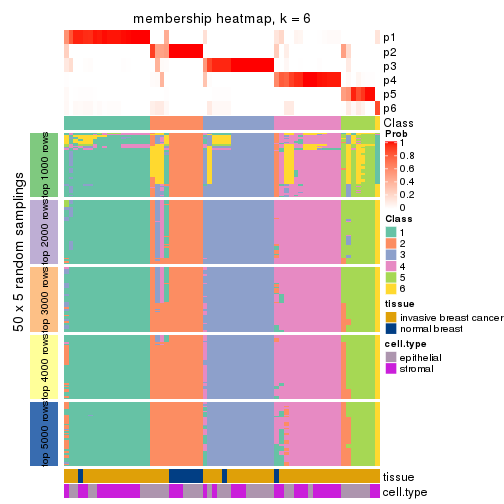 membership heatmap, k = 6
p1
p2
p3
p4
p5
p6
Class
Prob
1
0.8
0.6
0.4
0.2
0
Class
1
2
3
4
5
6
tissue
invasive breast cancer
normal breast
cell.type
epithelial
stromal
50 x 5 random samplings
top 1000 rows
top 2000 rows
top 3000 rows
top 4000 rows
top 5000 rows
tissue
cell.type